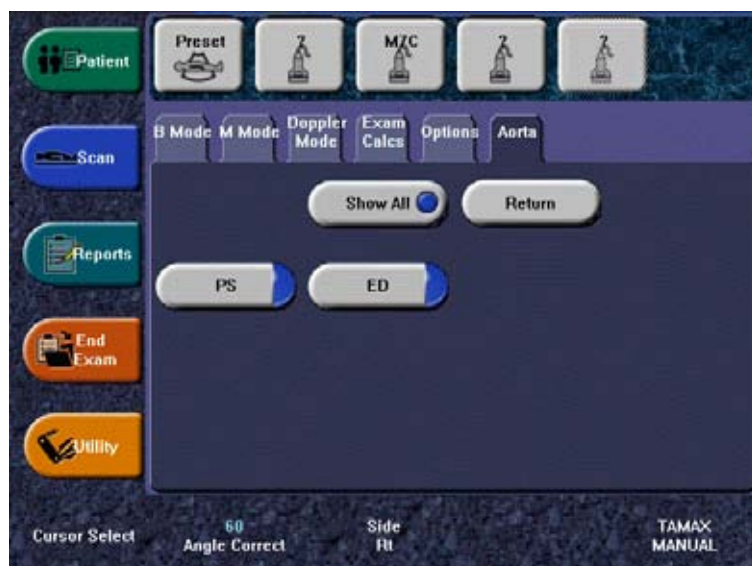 Patient
Preset
?
MZC
?
?
B Mode
M Mode
Doppler
Mode
Exam
Calcs
Options
Aorta
Scan
Show All
Return
Reports
PS
ED
End
Exam
Utility
Cursor Select
60
Angle Correct
Side
Rt
TAMAX
MANUAL